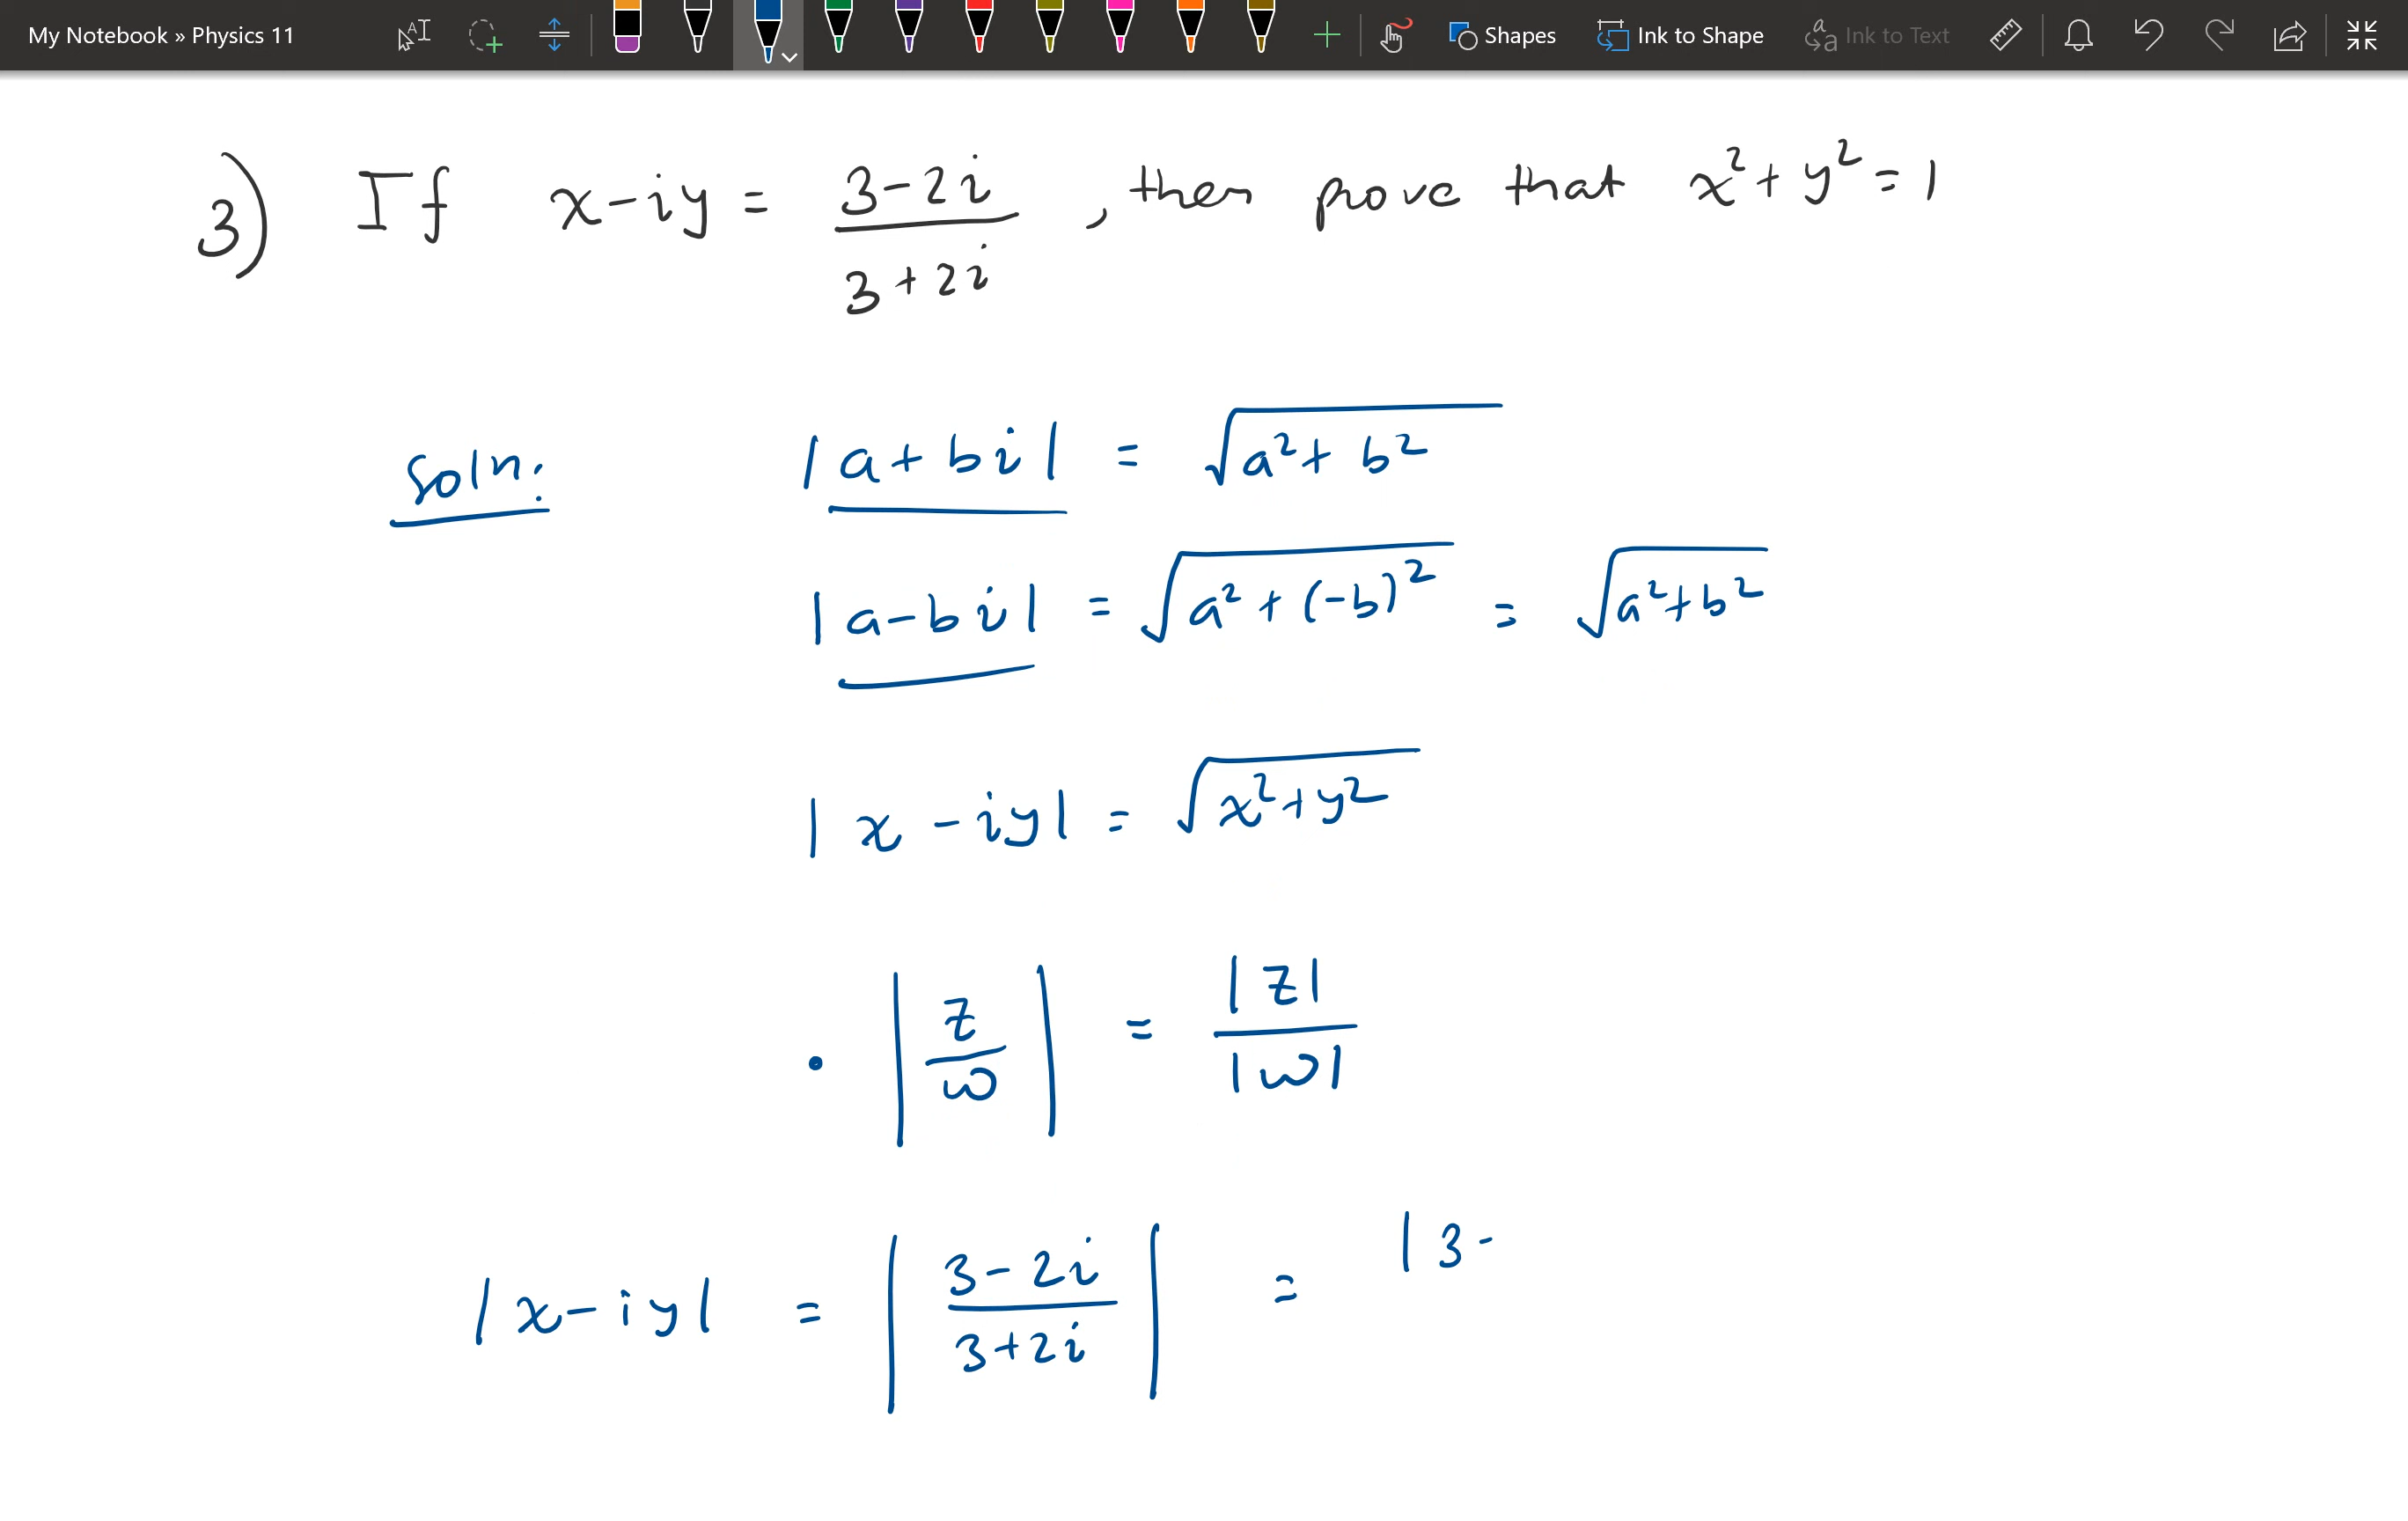 My Notebook » Physics 11 Shapes Ink to Shape Ink to Text
3) If x - iy = (3 - 2i)/(3 + 2i), then prove that x² + y² = 1
Soln: |a + bi| = √(a² + b²)
|a - bi| = √(a² + (-b)²) = √(a² + b²)
|x - iy| = √(x² + y²)
• |z/w| = |z|/|w|
|x - iy| = |(3 - 2i)/(3 + 2i)| = |3 -